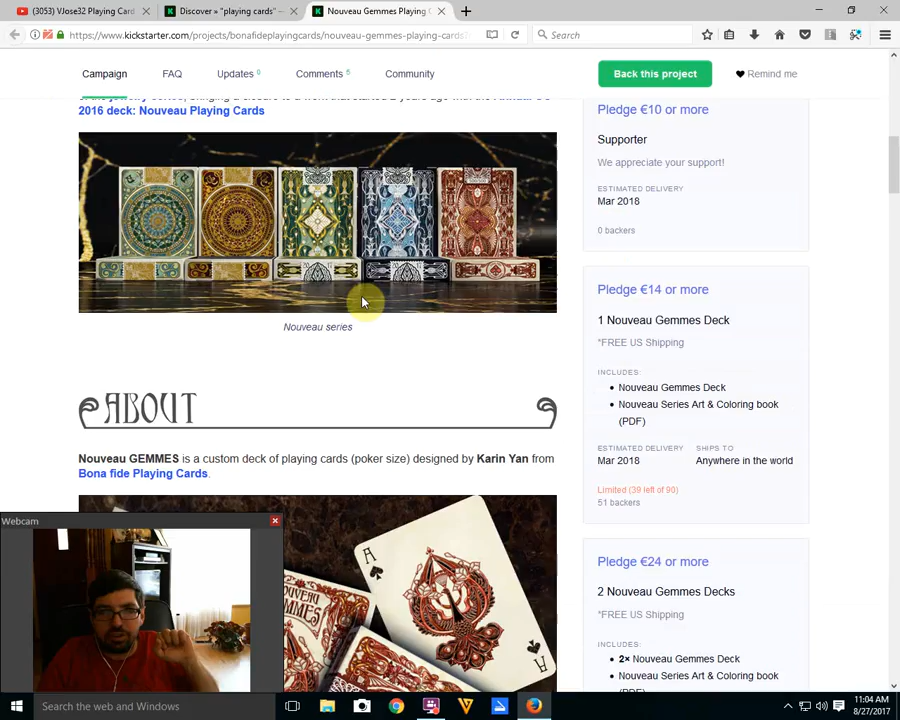 (3053) VJose32 Playing Card
Discover » "playing cards"
Nouveau Gemmes Playing
https://www.kickstarter.com/projects/bonafideplayingcards/nouveau-gemmes-playing-cards?
Search
Campaign
FAQ
Updates 0
Comments 5
Community
Back this project
Remind me
2016 deck: Nouveau Playing Cards
Nouveau series
ABOUT
Nouveau GEMMES is a custom deck of playing cards (poker size) designed by Karin Yan from
Bona fide Playing Cards.
A
A
NOUVEAU
GEMMES
Pledge €10 or more
Supporter
We appreciate your support!
ESTIMATED DELIVERY
Mar 2018
0 backers
Pledge €14 or more
1 Nouveau Gemmes Deck
*FREE US Shipping
INCLUDES:
Nouveau Gemmes Deck
Nouveau Series Art & Coloring book
(PDF)
ESTIMATED DELIVERY SHIPS TO
Mar 2018 Anywhere in the world
Limited (39 left of 90)
51 backers
Pledge €24 or more
2 Nouveau Gemmes Decks
*FREE US Shipping
INCLUDES:
2× Nouveau Gemmes Deck
Nouveau Series Art & Coloring book
Webcam
Search the web and Windows
11:04 AM
8/27/2017